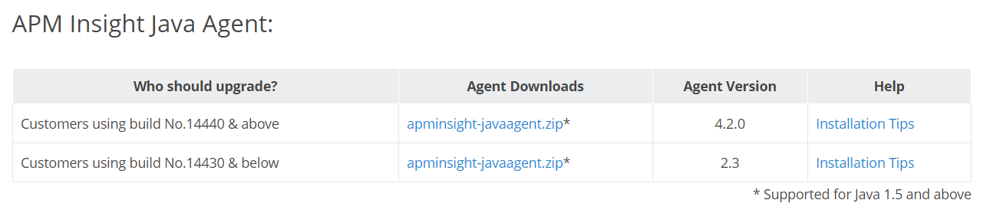 APM Insight Java Agent:
Who should upgrade? Agent Downloads Agent Version Help
Customers using build No.14440 & above apminsight-javaagent.zip* 4.2.0 Installation Tips
Customers using build No.14430 & below apminsight-javaagent.zip* 2.3 Installation Tips
* Supported for Java 1.5 and above